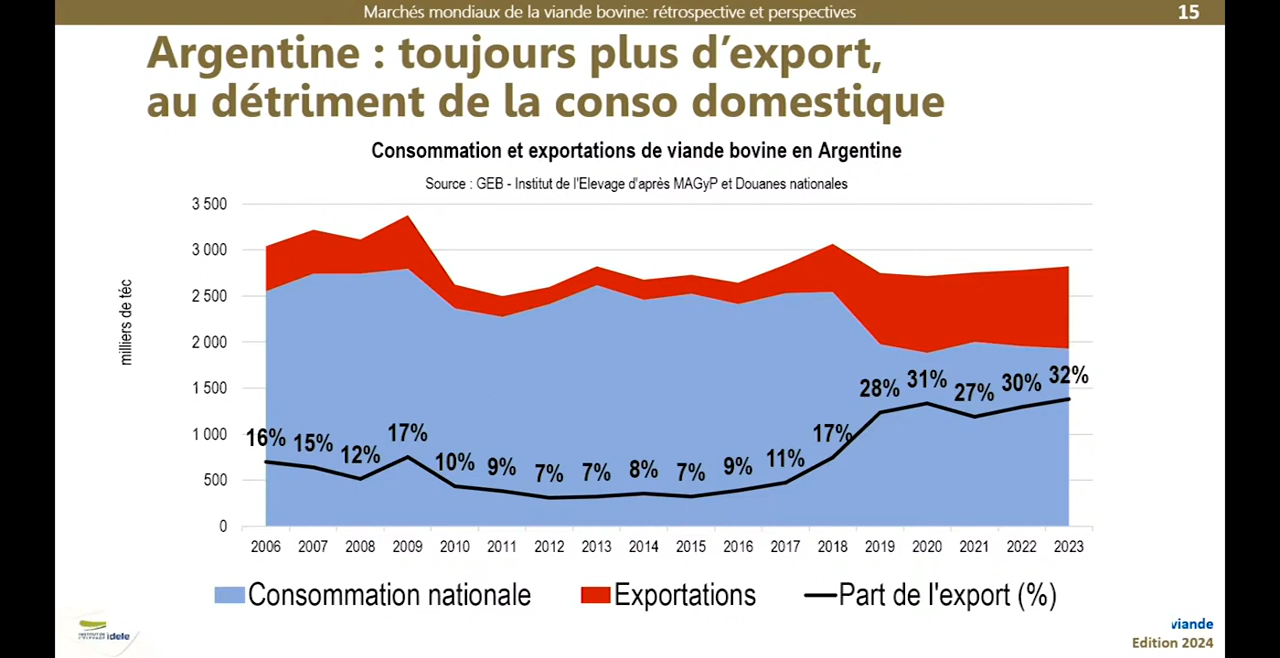 Marchés mondiaux de la viande bovine: rétrospective et perspectives
15
Argentine : toujours plus d’export,
au détriment de la conso domestique
Consommation et exportations de viande bovine en Argentine
Source : GEB - Institut de l'Elevage d'après MAGyP et Douanes nationales
milliers de téc
3 500
3 000
2 500
2 000
1 500
1 000
500
0
16% 15% 12% 17% 10% 9% 7% 7% 8% 7% 9% 11% 17% 28% 31% 27% 30% 32%
2006 2007 2008 2009 2010 2011 2012 2013 2014 2015 2016 2017 2018 2019 2020 2021 2022 2023
Consommation nationale Exportations Part de l'export (%)
idele
viande
Edition 2024